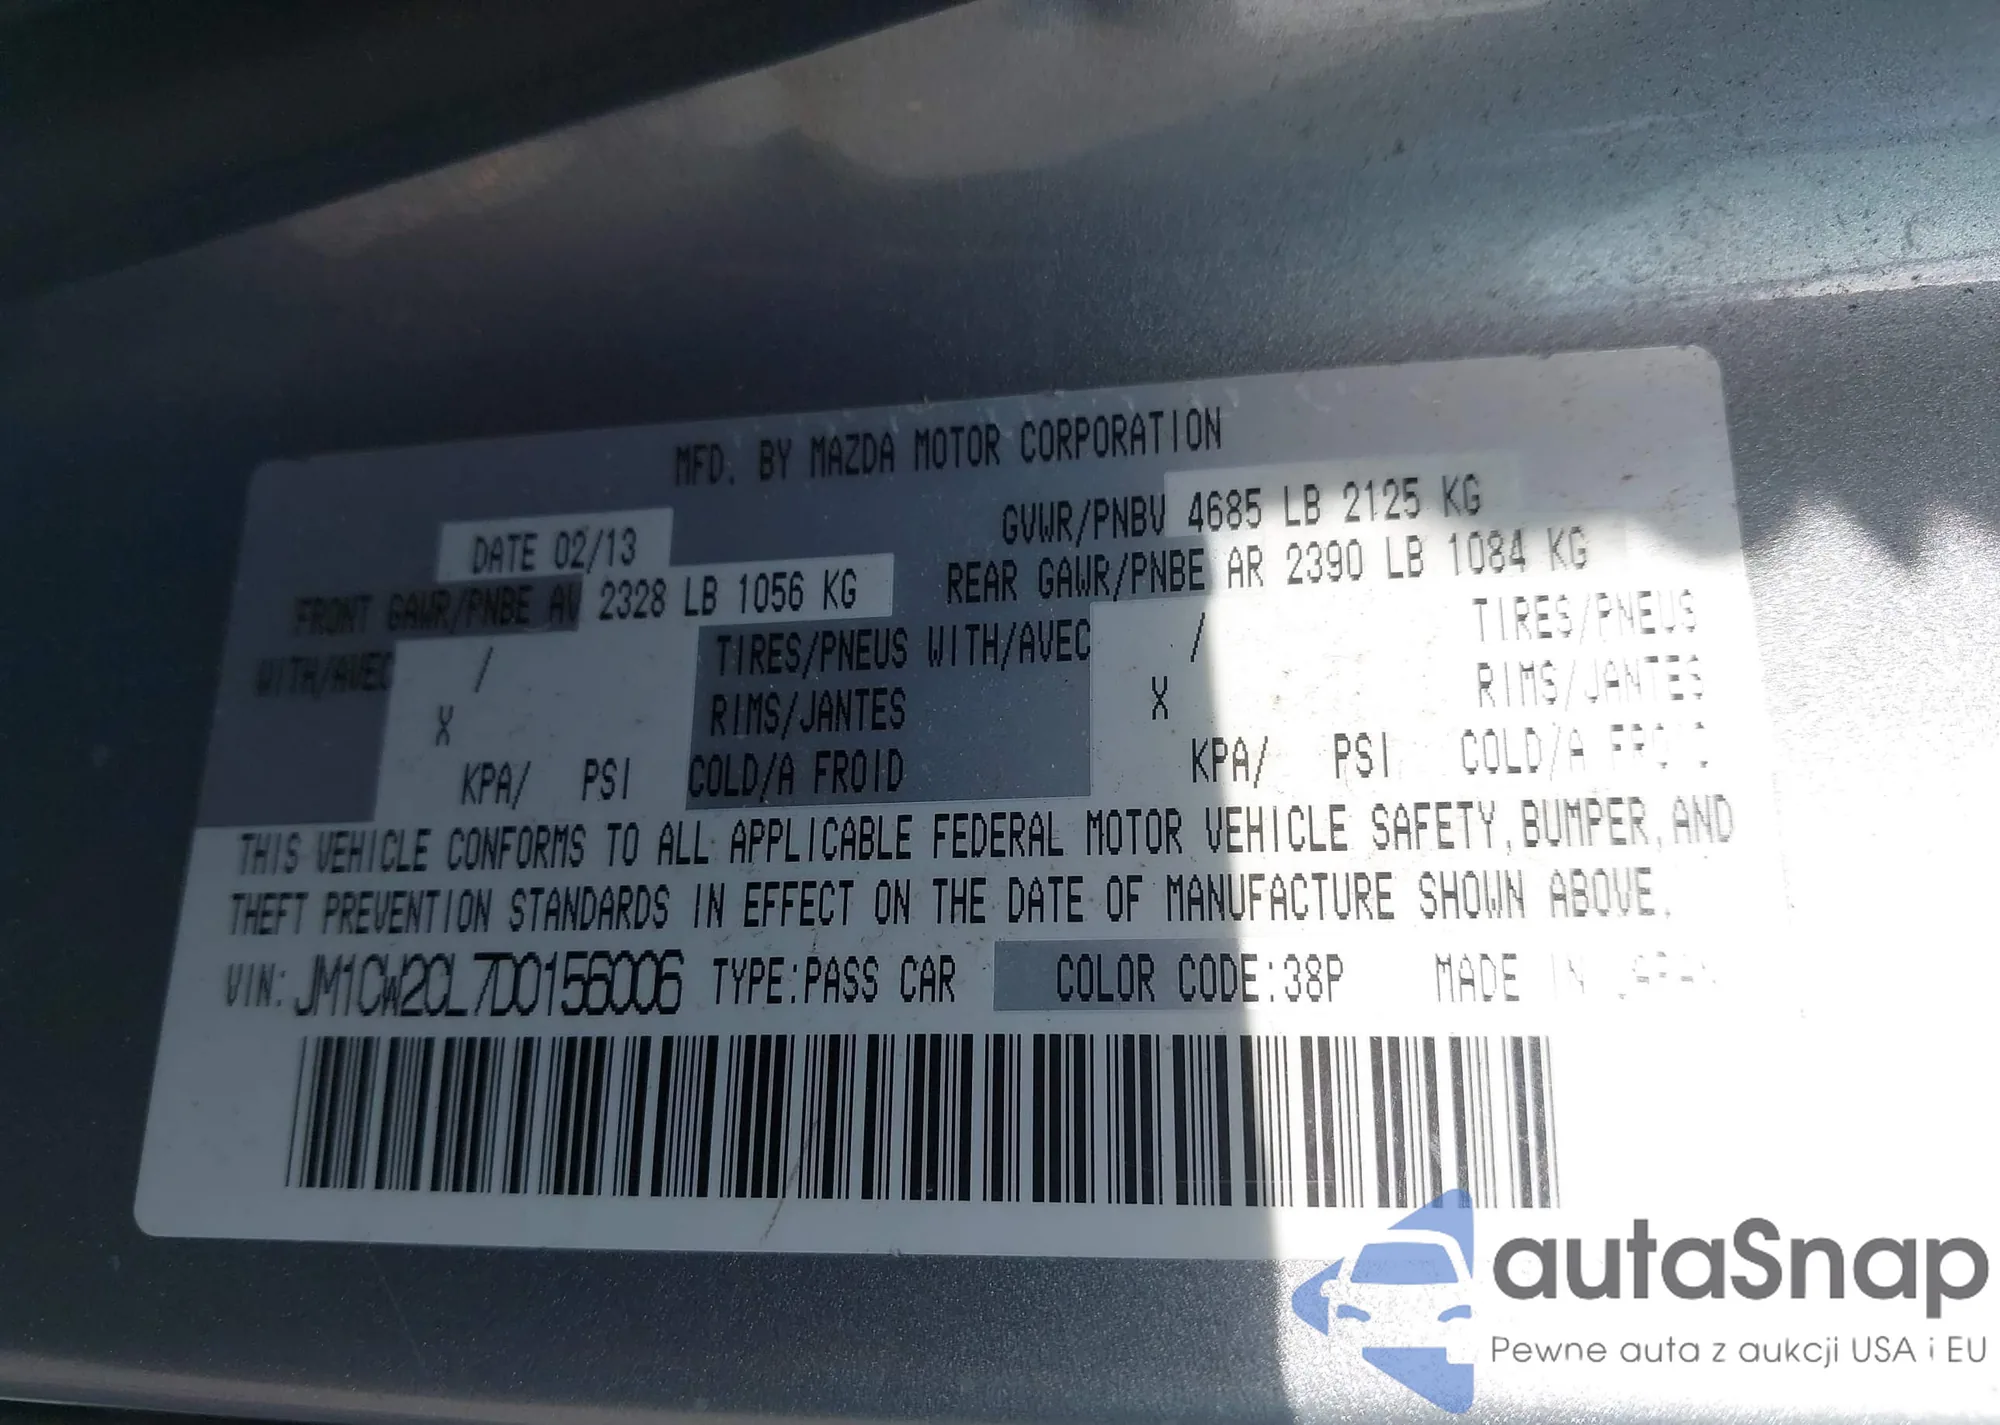 MFD. BY MAZDA MOTOR CORPORATION
DATE 02/13 GVWR/PNBV 4685 LB 2125 KG
FRONT GAWR/PNBE AV 2328 LB 1056 KG REAR GAWR/PNBE AR 2390 LB 1084 KG
WITH/AVEC / TIRES/PNEUS WITH/AVEC / TIRES/PNEUS
X RIMS/JANTES X RIMS/JANTES
KPA/ PSI COLD/A FROID KPA/ PSI COLD/A FROID
THIS VEHICLE CONFORMS TO ALL APPLICABLE FEDERAL MOTOR VEHICLE SAFETY, BUMPER, AND
THEFT PREVENTION STANDARDS IN EFFECT ON THE DATE OF MANUFACTURE SHOWN ABOVE.
VIN: JM1CW2CL7D0156006 TYPE:PASS CAR COLOR CODE:38P MADE IN JAPAN
autaSnap
Pewne auta z aukcji USA i EU